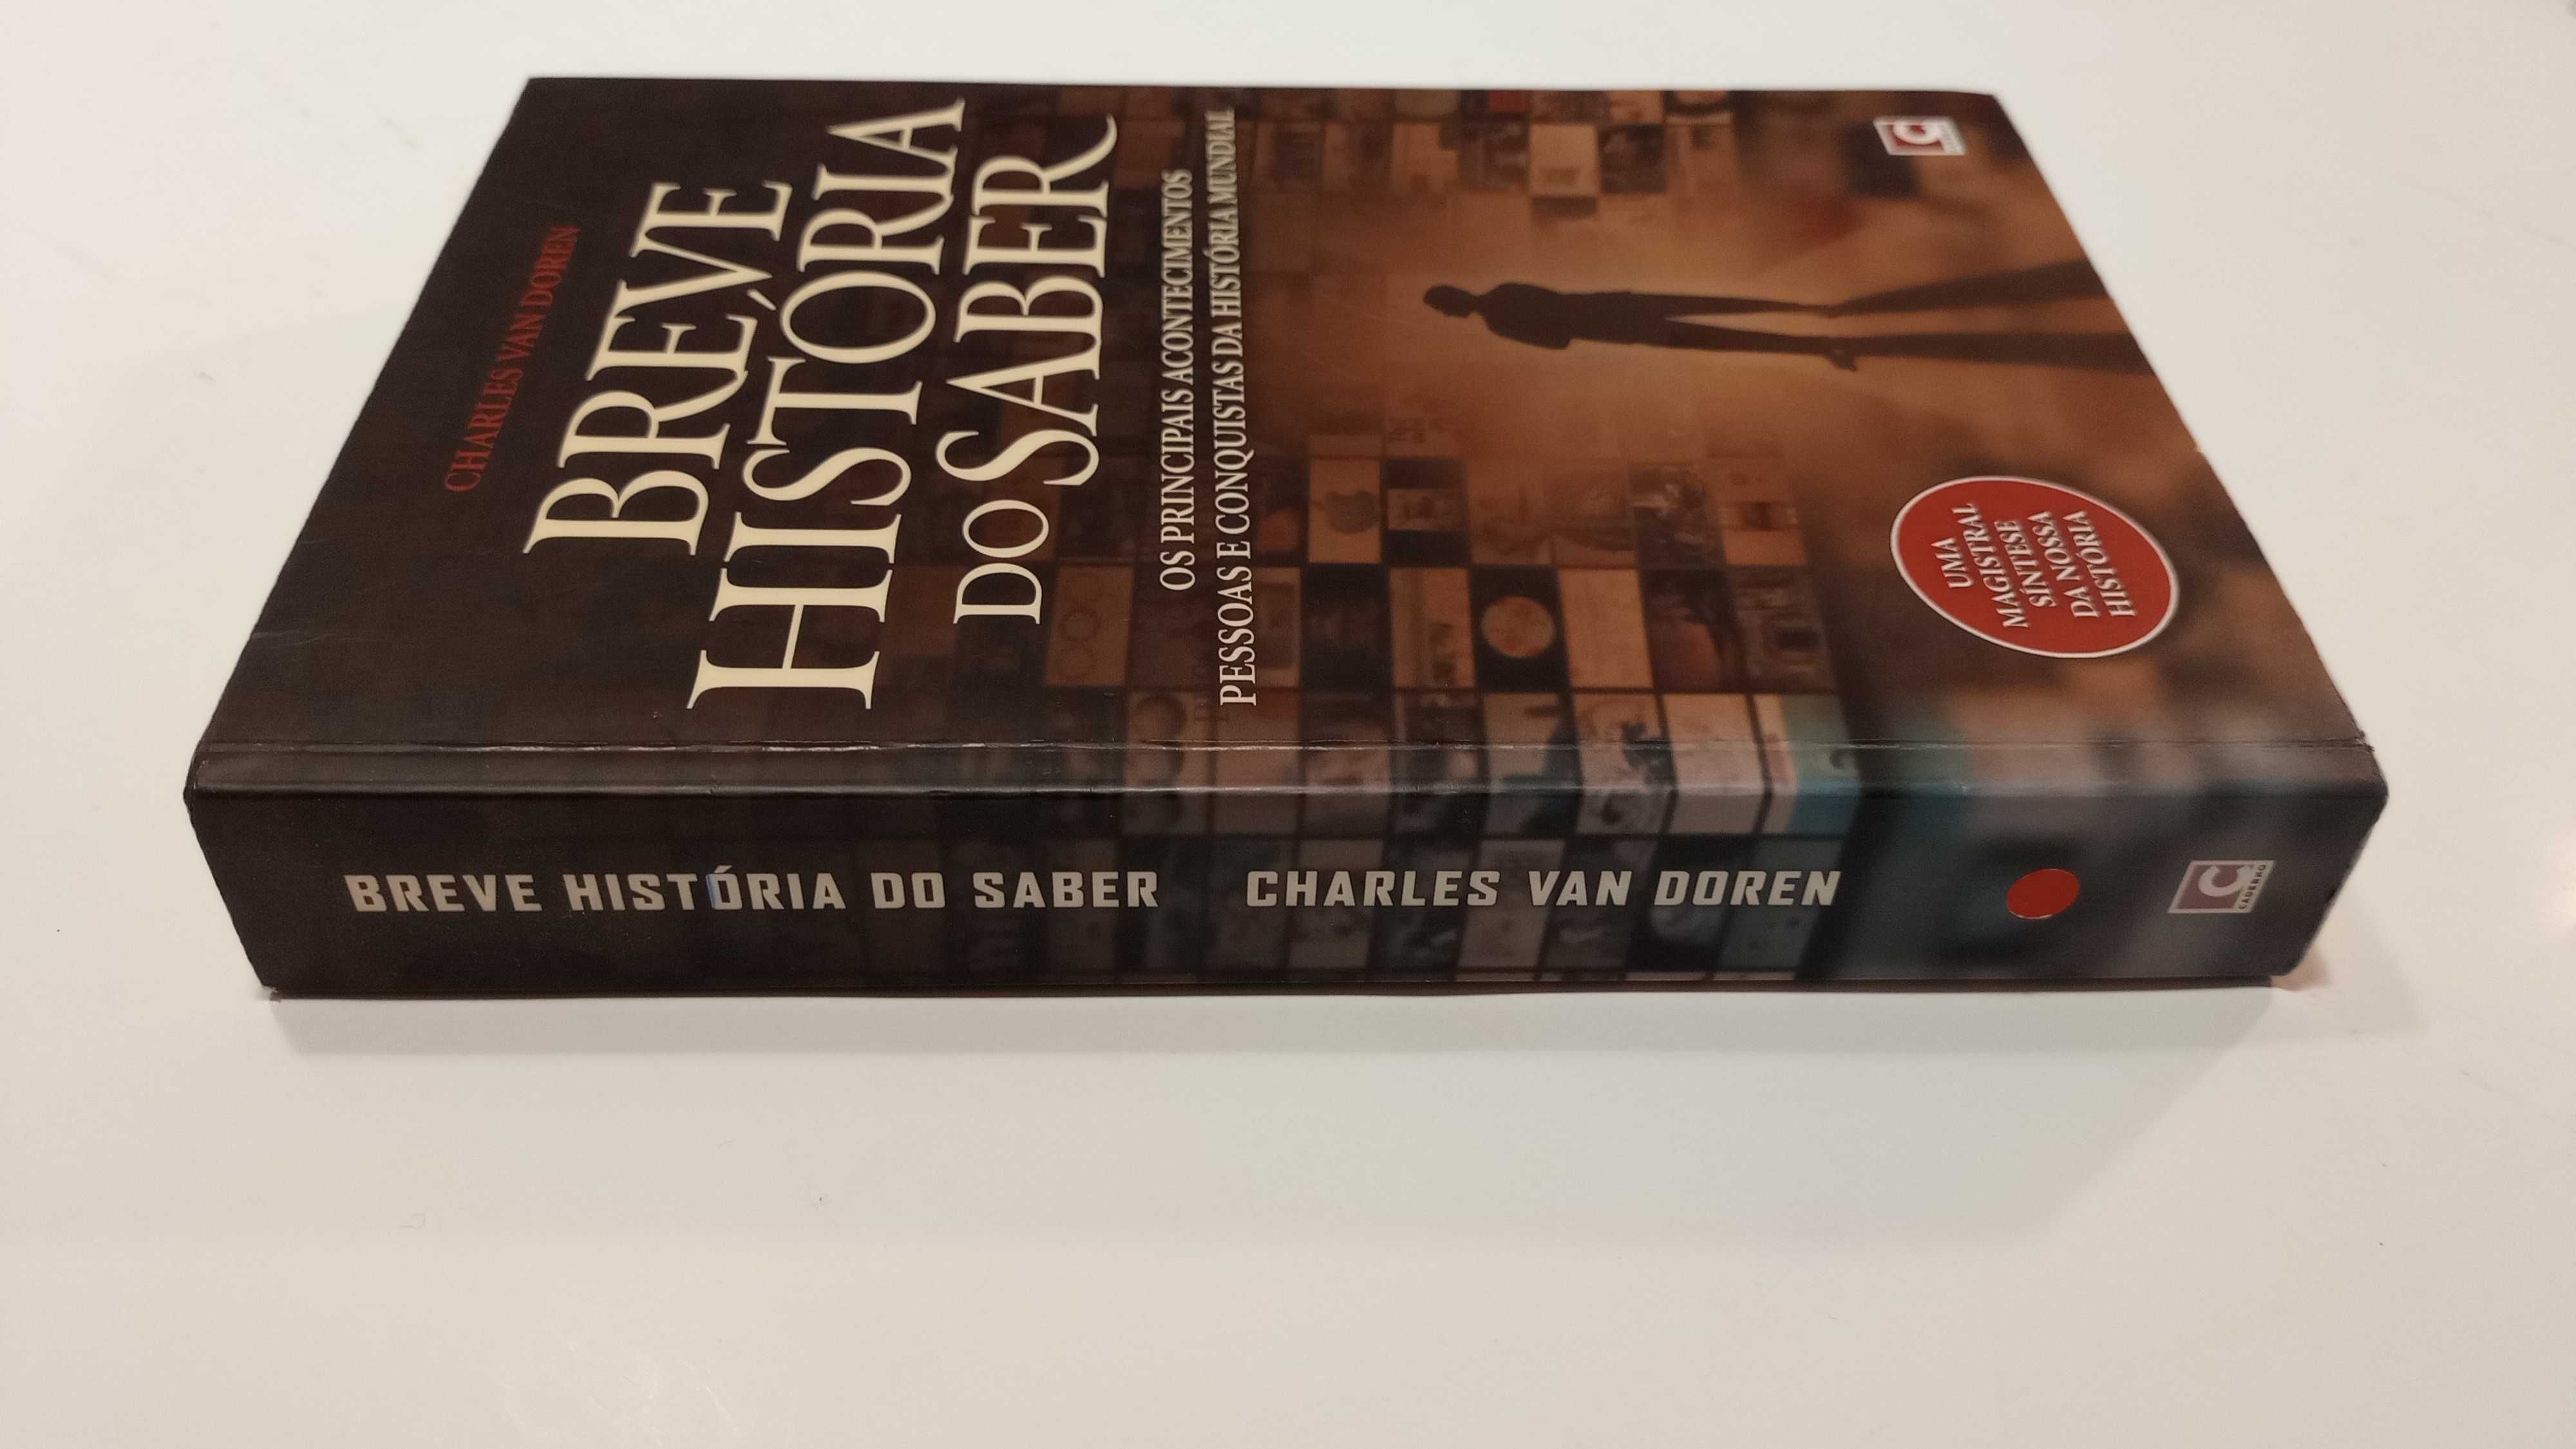 CHARLES VAN DOREN
BREVE
HISTÓRIA
DO SABER
OS PRINCIPAIS ACONTECIMENTOS
PESSOAS E CONQUISTAS DA HISTÓRIA MUNDIAL
UMA
MAGISTRAL
SÍNTESE
DA NOSSA
HISTÓRIA
BREVE HISTÓRIA DO SABER CHARLES VAN DOREN
C
CADERNO